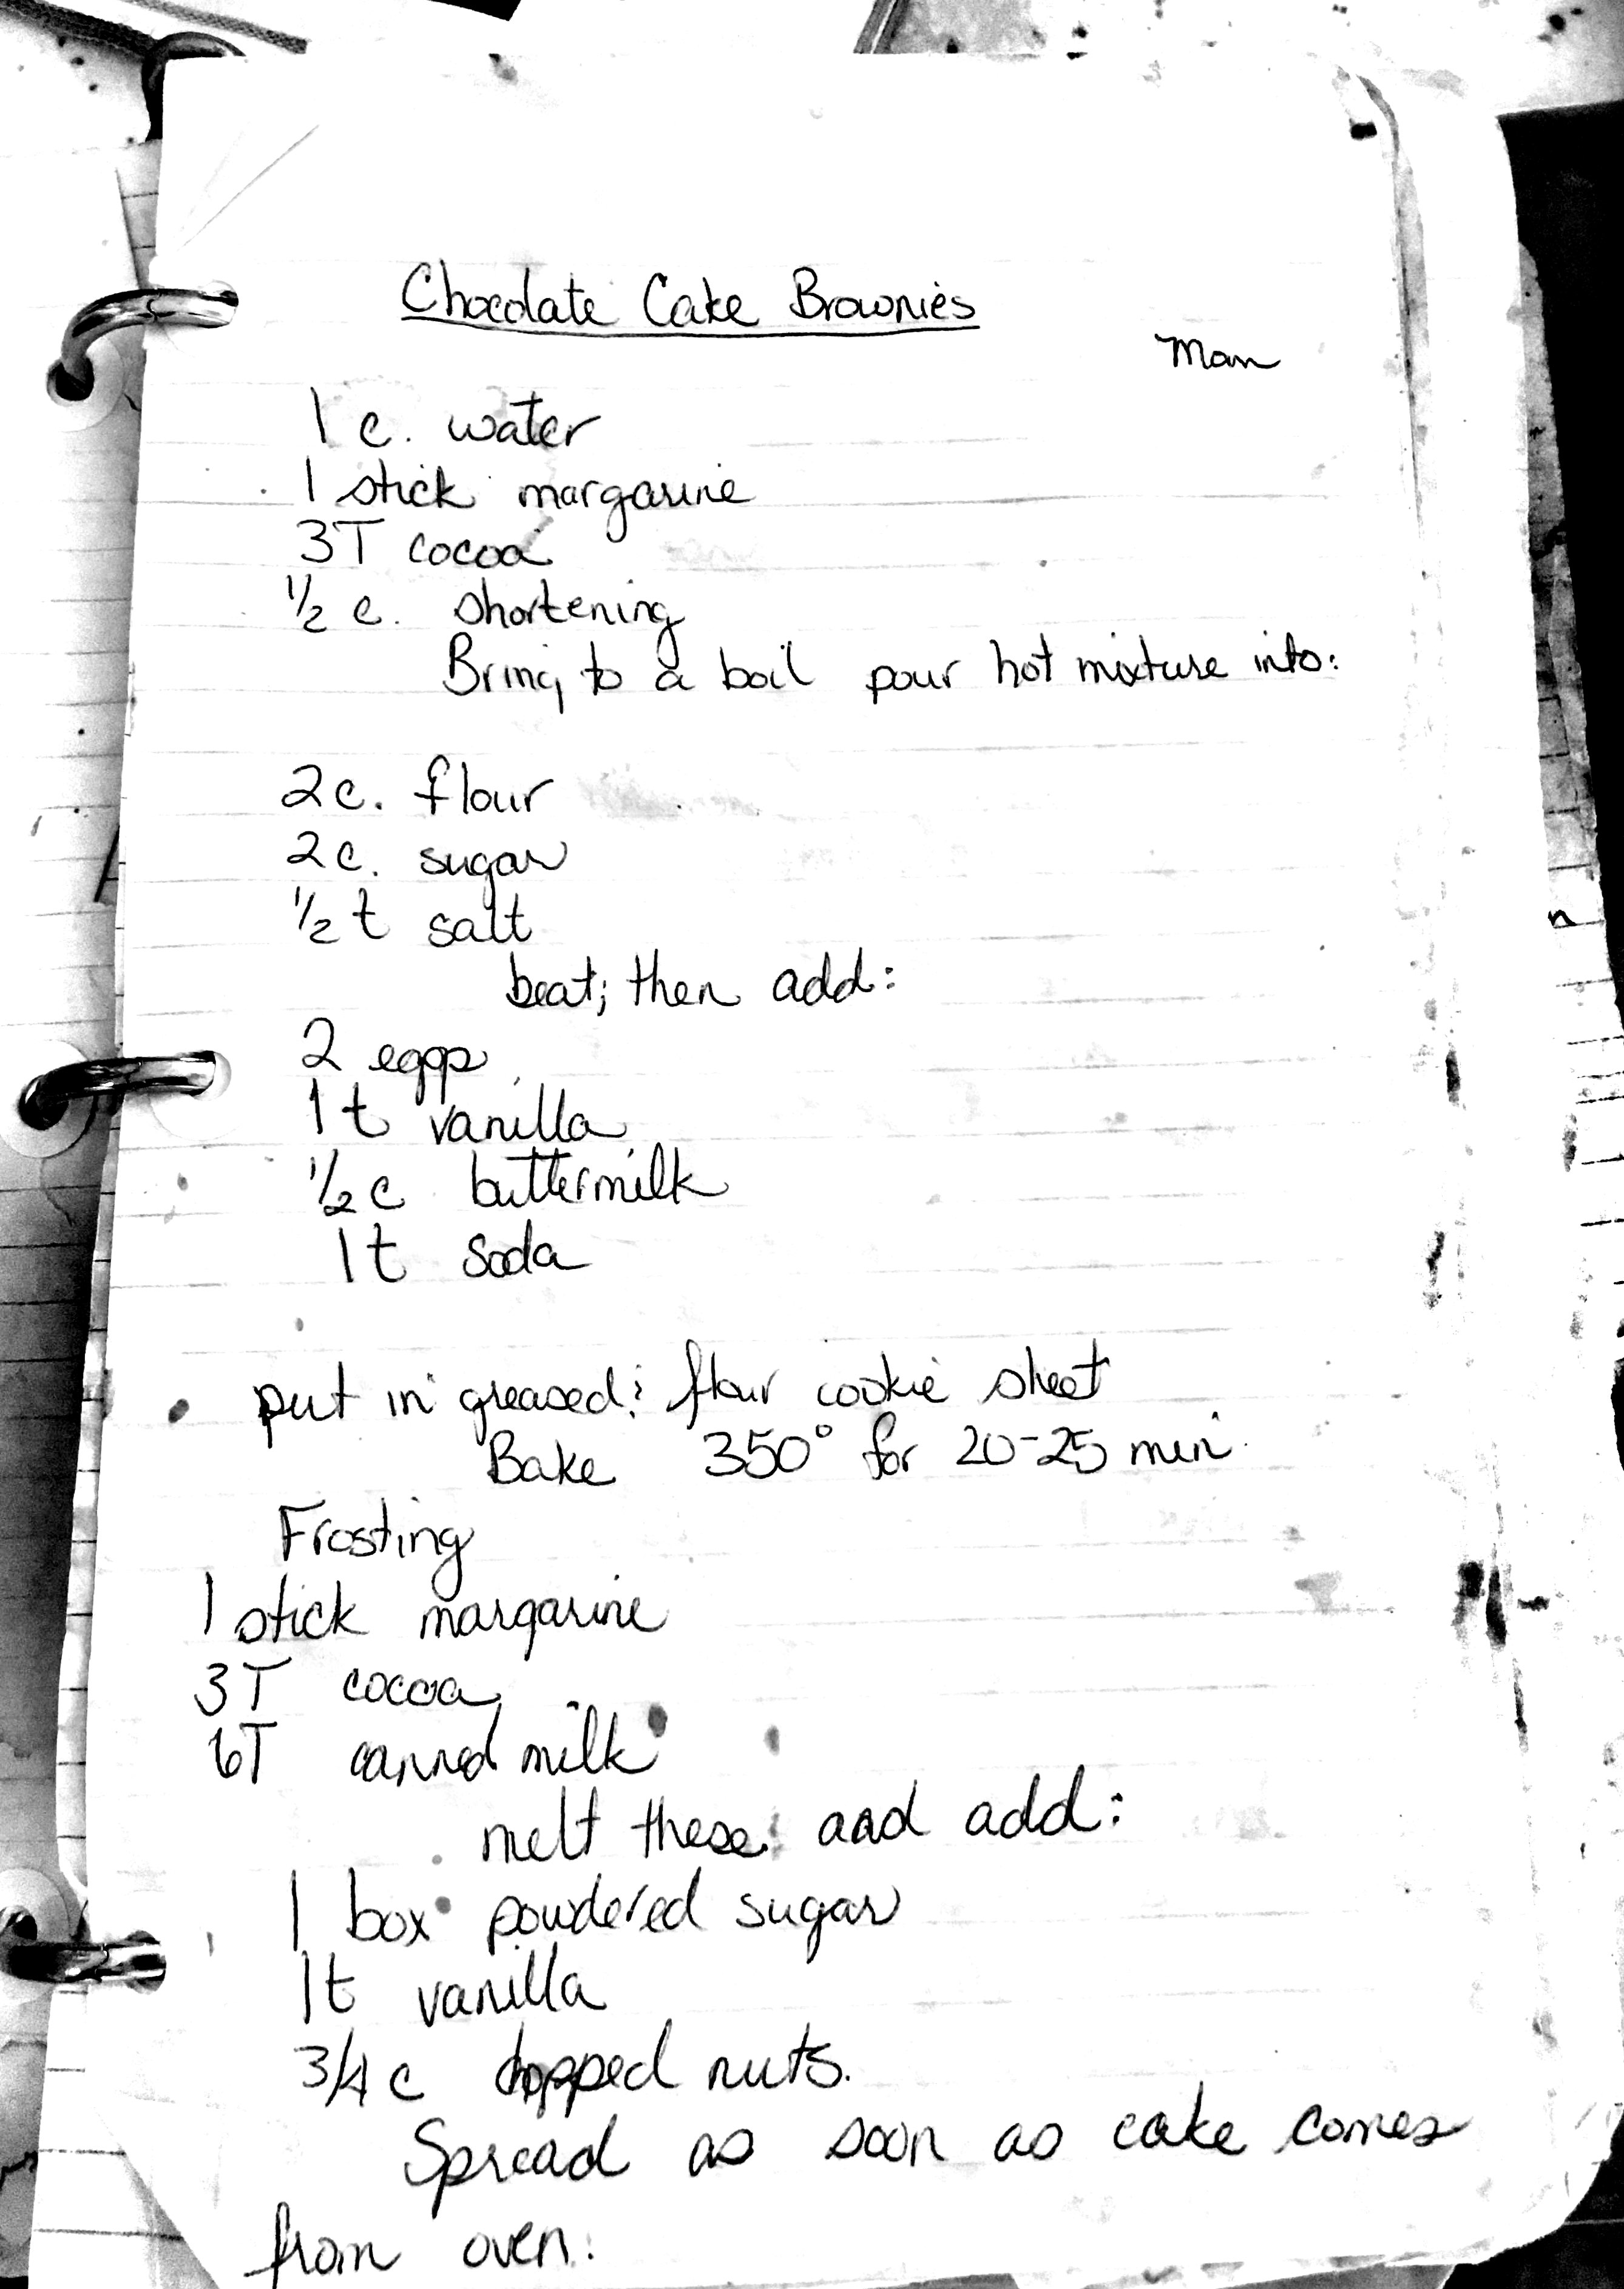 Chocolate Cake Brownies
Mom
1 c. water
1 stick margarine
3T cocoa
1/2 c. shortening
Bring to a boil pour hot mixture into:
2c. flour
2c. sugar
1/2 t salt
beat; then add:
2 eggs
1t vanilla
1/2 c buttermilk
1t soda
put in greased & flour cookie sheet
Bake 350° for 20-25 min.
Frosting
1 stick margarine
3T cocoa
6T canned milk
melt these and add:
1 box powdered sugar
1t vanilla
3/4 c chopped nuts.
Spread as soon as cake comes
from oven.